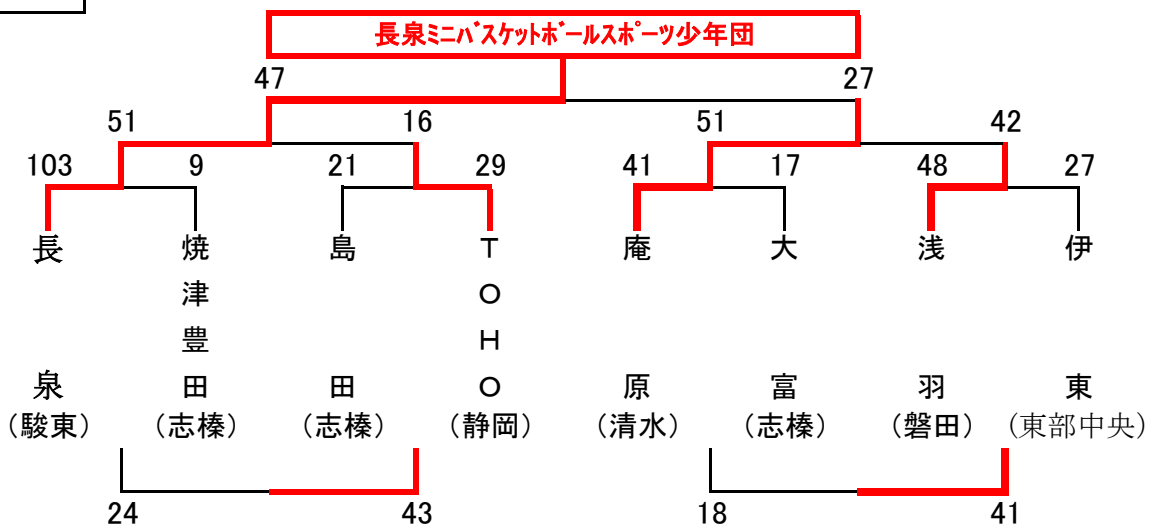 長泉ミニバスケットボールスポーツ少年団
47 27
51 16 51 42
103 9 21 29 41 17 48 27
長泉
(駿東)
焼津豊田
(志榛)
島田
(志榛)
TOHO
(静岡)
庵原
(清水)
大富
(志榛)
浅羽
(磐田)
伊東
(東部中央)
24 43 18 41